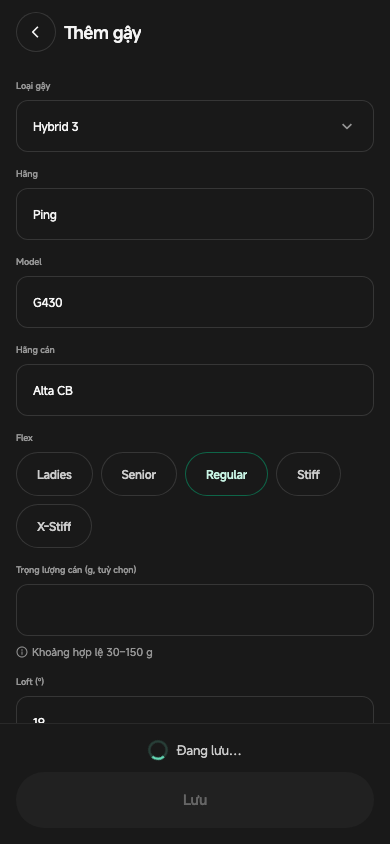 Thêm gậy
Loại gậy
Hybrid 3
Hãng
Ping
Model
G430
Hãng cán
Alta CB
Flex
Ladies
Senior
Regular
Stiff
X-Stiff
Trọng lượng cán (g, tuỳ chọn)
Khoảng hợp lệ 30–150 g
Loft (°)
19
Đang lưu...
Lưu